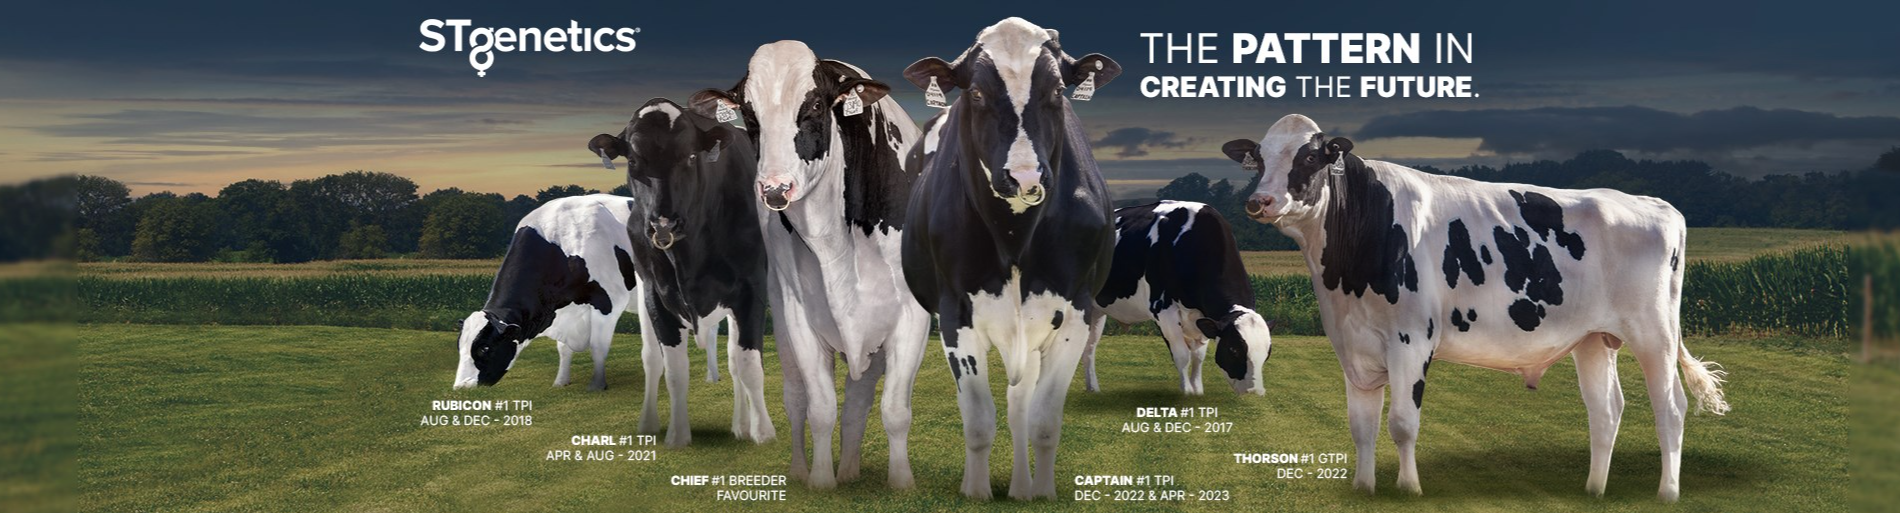 STgenetics®
THE PATTERN IN
CREATING THE FUTURE.
RUBICON #1 TPI
AUG & DEC - 2018
CHARL #1 TPI
APR & AUG - 2021
CHIEF #1 BREEDER
FAVOURITE
CAPTAIN #1 TPI
DEC - 2022 & APR - 2023
DELTA #1 TPI
AUG & DEC - 2017
THORSON #1 GTPI
DEC - 2022